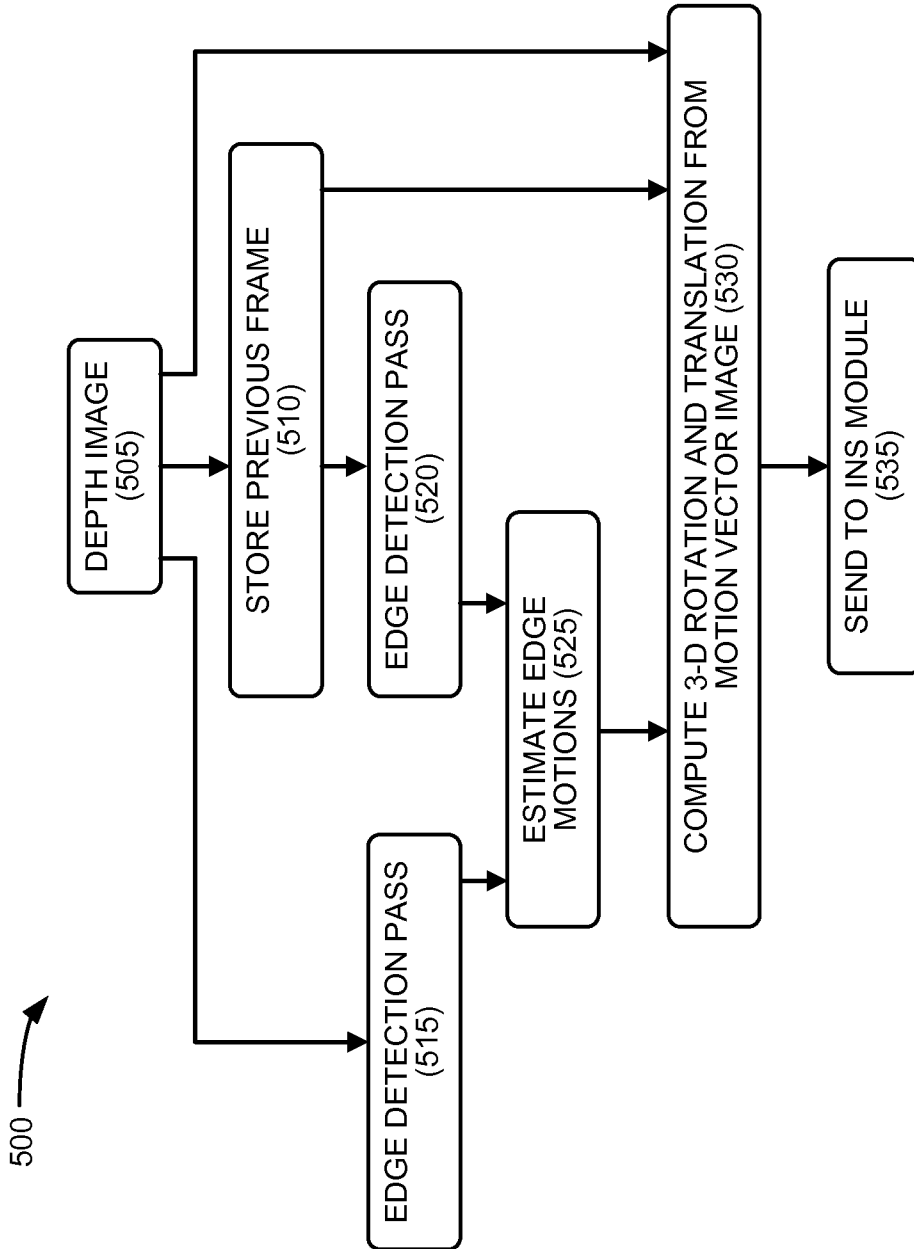 500
DEPTH IMAGE
(505)
STORE PREVIOUS FRAME
(510)
EDGE DETECTION PASS
(515)
EDGE DETECTION PASS
(520)
ESTIMATE EDGE
MOTIONS (525)
COMPUTE 3-D ROTATION AND TRANSLATION FROM
MOTION VECTOR IMAGE (530)
SEND TO INS MODULE
(535)